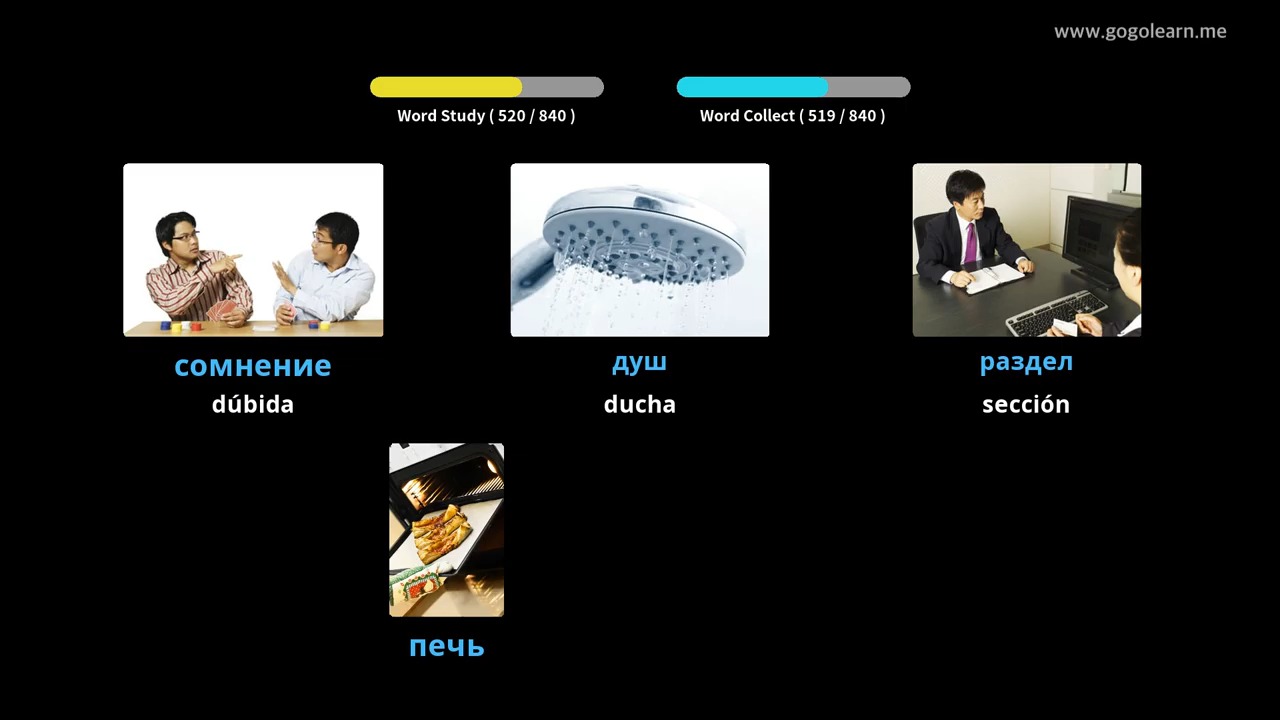 www.gogolearn.me
Word Study ( 520 / 840 )
Word Collect ( 519 / 840 )
сомнение
dúbida
душ
ducha
раздел
sección
печь